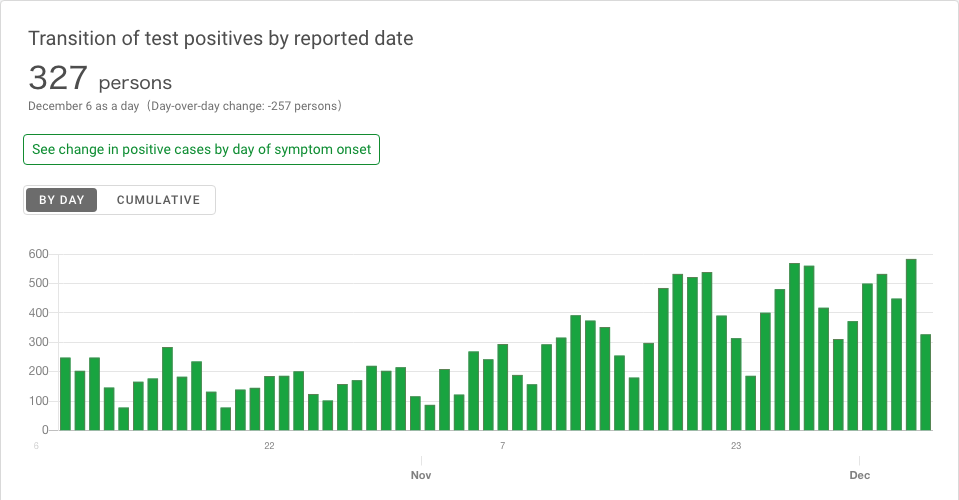 Transition of test positives by reported date
327 persons
December 6 as a day (Day-over-day change: -257 persons)
See change in positive cases by day of symptom onset
BY DAY CUMULATIVE
600
500
400
300
200
100
0
6 22 7 23
Nov Dec